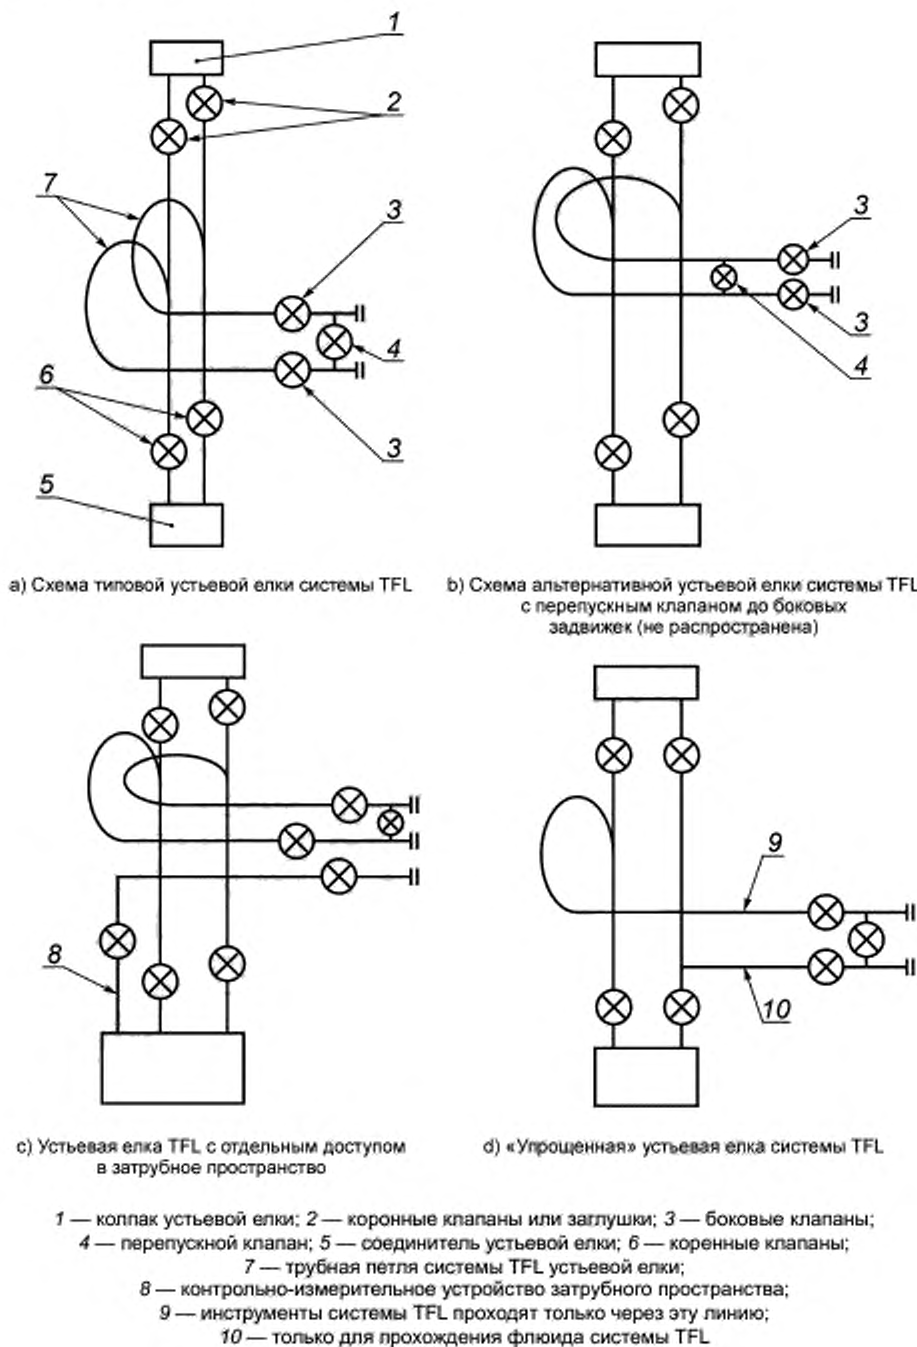 1
2
7
3
3
4
3
6
4
3
5
a) Схема типовой устьевой елки системы TFL
b) Схема альтернативной устьевой елки системы TFL
с перепускным клапаном до боковых
задвижек (не распространена)
9
8
10
c) Устьевая елка TFL с отдельным доступом
в затрубное пространство
d) «Упрощенная» устьевая елка системы TFL
1 — колпак устьевой елки; 2 — коронные клапаны или заглушки; 3 — боковые клапаны;
4 — перепускной клапан; 5 — соединитель устьевой елки; 6 — коренные клапаны;
7 — трубная петля системы TFL устьевой елки;
8 — контрольно-измерительное устройство затрубного пространства;
9 — инструменты системы TFL проходят только через эту линию;
10 — только для прохождения флюида системы TFL